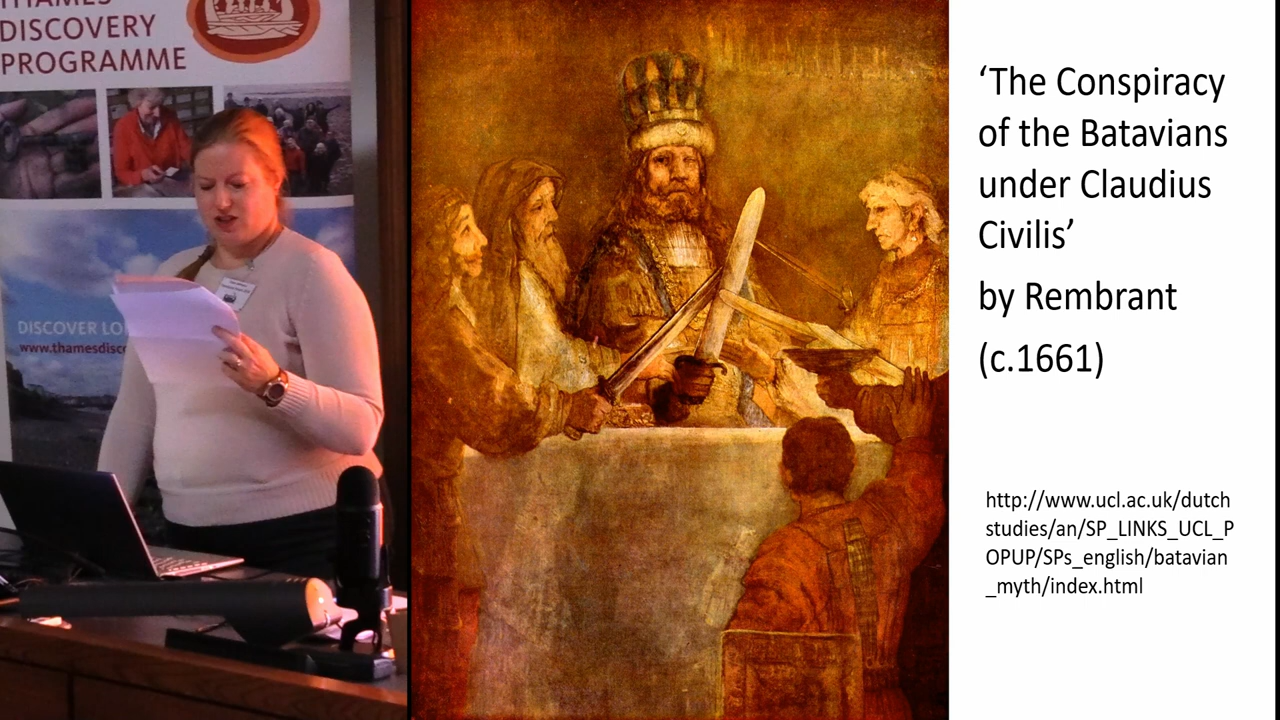 THAMES
DISCOVERY
PROGRAMME
DISCOVER LO
www.thamesdisc
‘The Conspiracy
of the Batavians
under Claudius
Civilis’
by Rembrant
(c.1661)
http://www.ucl.ac.uk/dutch
studies/an/SP_LINKS_UCL_P
OPUP/SPs_english/batavian
_myth/index.html